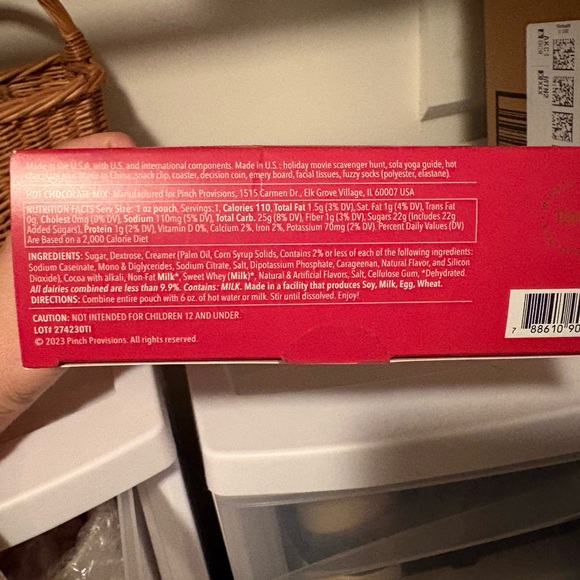 Made in the U.S.A. with U.S. and international components. Made in U.S.: holiday movie scavenger hunt, sofa yoga guide, hot
chocolate mix. Made in China: snack clip, coaster, decision coin, emery board, facial tissues, fuzzy socks (polyester, elastane).
HOT CHOCOLATE MIX: Manufactured for Pinch Provisions, 1515 Carmen Dr., Elk Grove Village, IL 60007 USA
NUTRITION FACTS Serv Size: 1 oz pouch, Servings:1, Calories 110, Total Fat 1.5g (3% DV), Sat. Fat 1g (4% DV), Trans Fat
0g, Cholest 0mg (0% DV), Sodium 110mg (5% DV), Total Carb. 25g (8% DV), Fiber 1g (3% DV), Sugars 22g (Includes 22g
Added Sugars), Protein 1g (2% DV), Vitamin D 0%, Calcium 2%, Iron 2%, Potassium 70mg (2% DV). Percent Daily Values (DV)
Are Based on a 2,000 Calorie Diet
INGREDIENTS: Sugar, Dextrose, Creamer (Palm Oil, Corn Syrup Solids, Contains 2% or less of each of the following ingredients:
Sodium Caseinate, Mono & Diglycerides, Sodium Citrate, Salt, Dipotassium Phosphate, Carageenan, Natural Flavor, and Silicon
Dioxide), Cocoa with alkali, Non-Fat Milk*, Sweet Whey (Milk)*, Natural & Artificial Flavors, Salt, Cellulose Gum, *Dehydrated.
All dairies combined are less than 9.9%. Contains: MILK. Made in a facility that produces Soy, Milk, Egg, Wheat.
DIRECTIONS: Combine entire pouch with 6 oz. of hot water or milk. Stir until dissolved. Enjoy!
CAUTION: NOT INTENDED FOR CHILDREN 12 AND UNDER.
LOT# 274230TI
© 2023 Pinch Provisions. All rights reserved.
7 88610 90